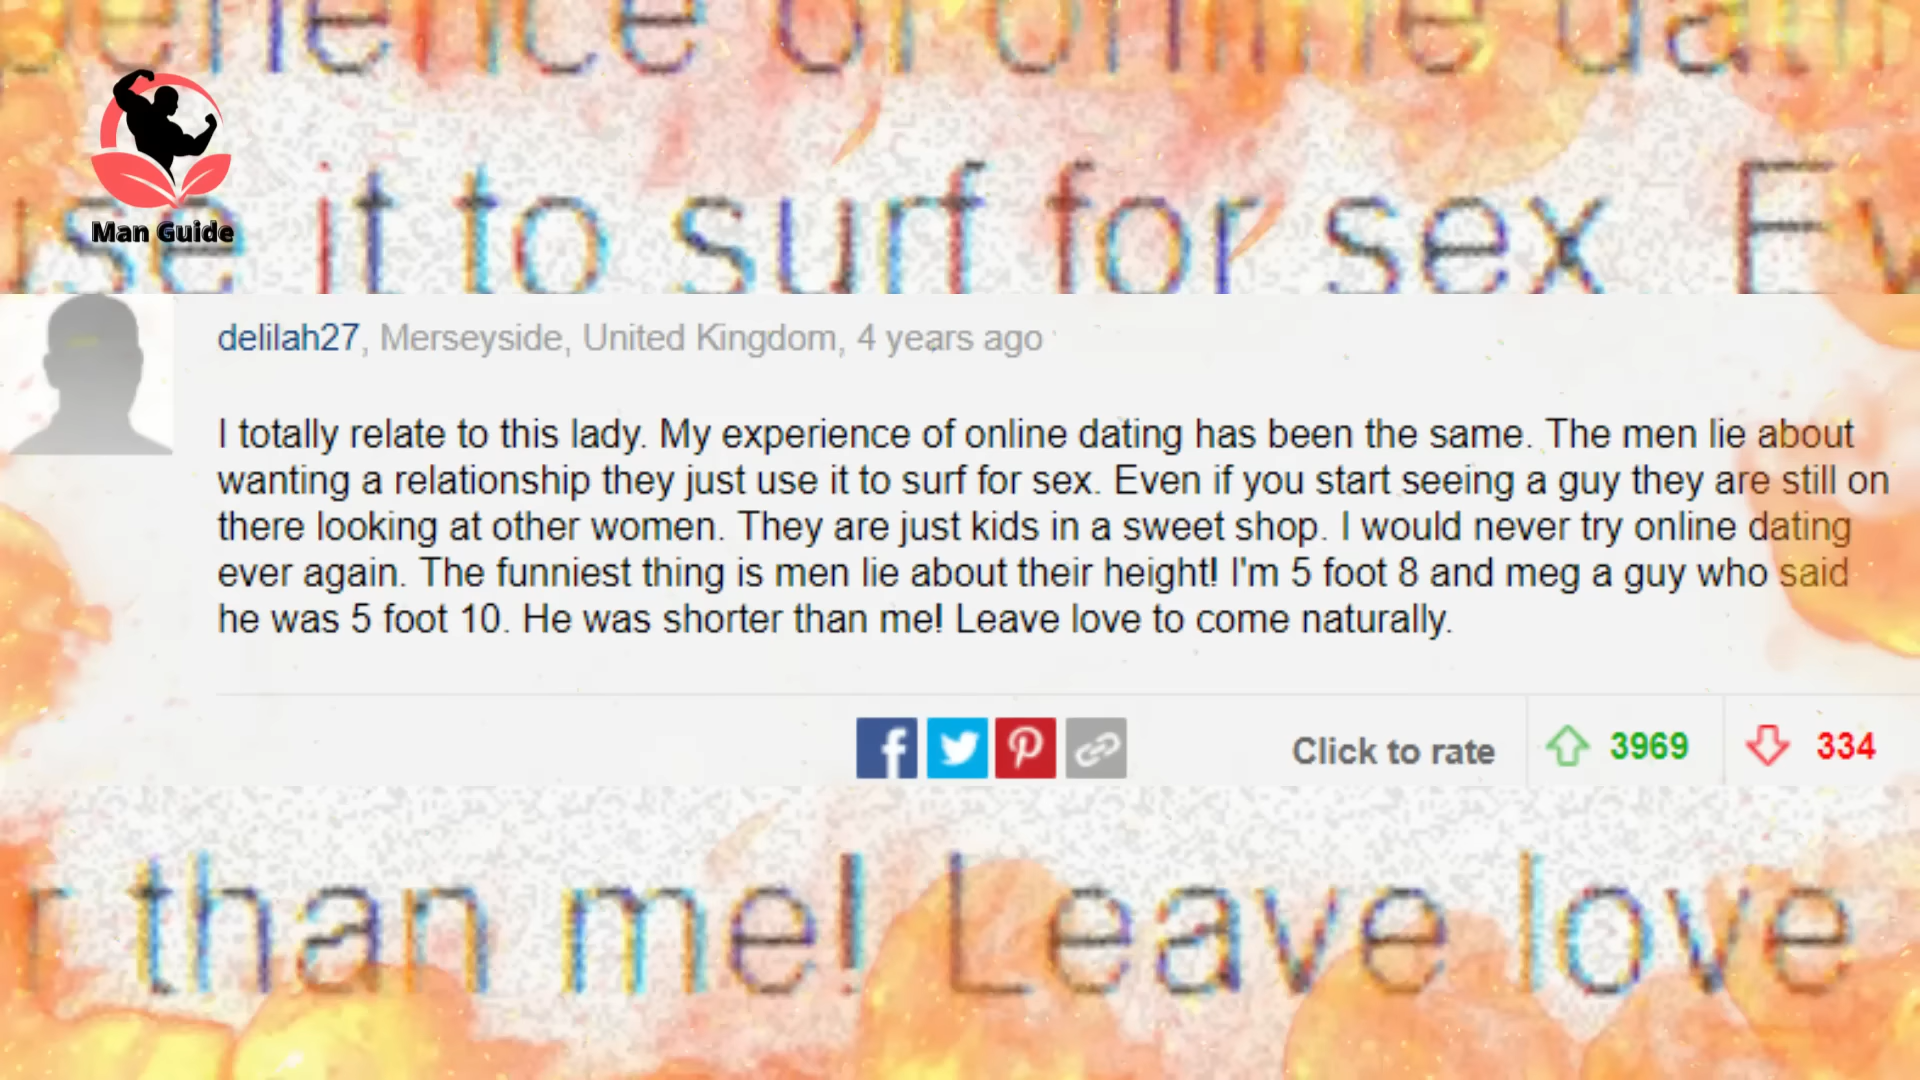 perience of online dati
use it to surf for sex. Ev
Man Guide
delilah27, Merseyside, United Kingdom, 4 years ago
I totally relate to this lady. My experience of online dating has been the same. The men lie about
wanting a relationship they just use it to surf for sex. Even if you start seeing a guy they are still on
there looking at other women. They are just kids in a sweet shop. I would never try online dating
ever again. The funniest thing is men lie about their height! I'm 5 foot 8 and meg a guy who said
he was 5 foot 10. He was shorter than me! Leave love to come naturally.
Click to rate 3969 334
r than me! Leave love